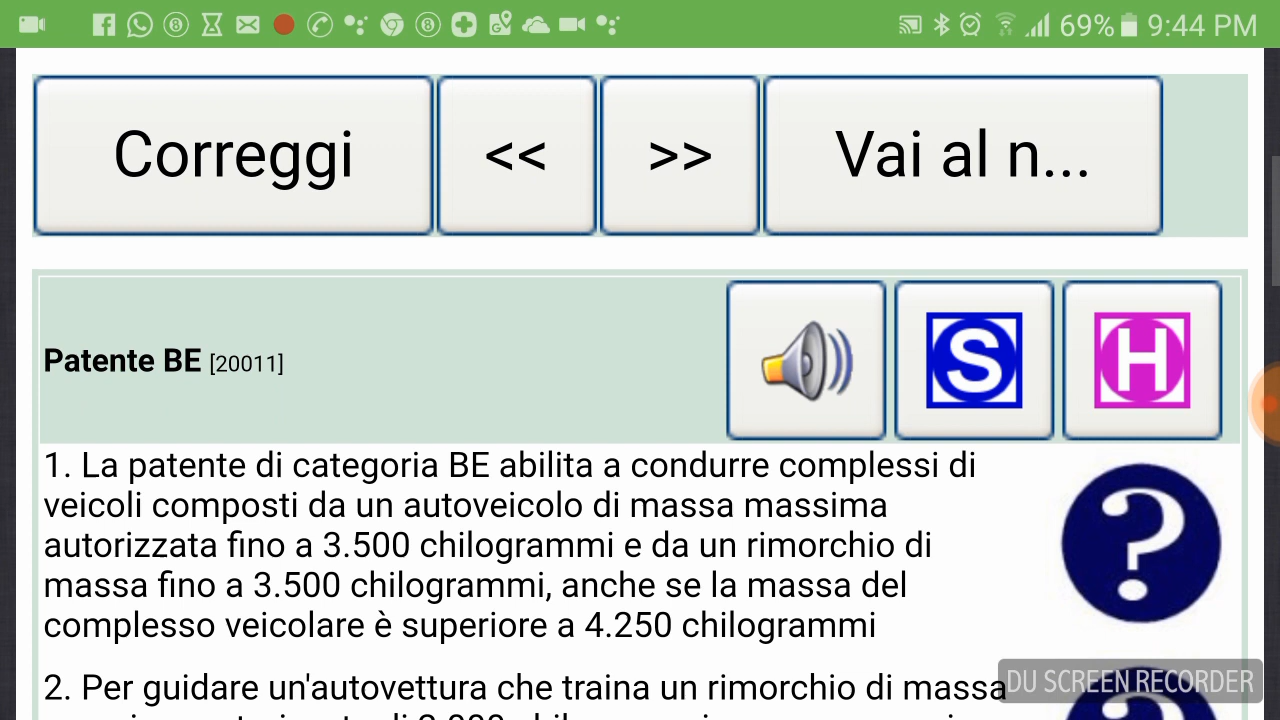 69% 9:44 PM
Correggi << >> Vai al n...
Patente BE [20011]
S H
1. La patente di categoria BE abilita a condurre complessi di
veicoli composti da un autoveicolo di massa massima
autorizzata fino a 3.500 chilogrammi e da un rimorchio di
massa fino a 3.500 chilogrammi, anche se la massa del
complesso veicolare è superiore a 4.250 chilogrammi
?
2. Per guidare un'autovettura che traina un rimorchio di massa
DU SCREEN RECORDER